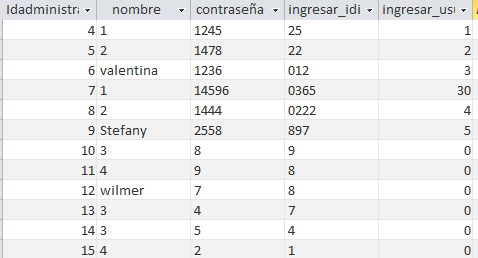 Idadministra nombre contraseña ingresar_idi ingresar_usu
4 1 1245 25 1
5 2 1478 22 2
6 valentina 1236 012 3
7 1 14596 0365 30
8 2 1444 0222 4
9 Stefany 2558 897 5
10 3 8 9 0
11 4 9 8 0
12 wilmer 7 8 0
13 3 4 7 0
14 3 5 4 0
15 4 2 1 0